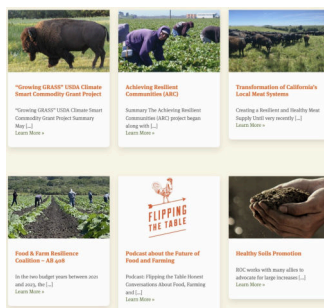 "Growing GRASS" USDA Climate
Smart Commodity Grant Project
"Growing GRASS" USDA Climate Smart
Commodity Grant Project Summary
May [...]
Learn More »
Achieving Resilient
Communities (ARC)
Summary The Achieving Resilient
Communities (ARC) project began
along with [...]
Learn More »
Transformation of California's
Local Meat Systems
Creating a Resilient and Healthy Meat
Supply Until very recently [...]
Learn More »
Food & Farm Resilience
Coalition – AB 408
In the two budget years between 2021
and 2023, the [...]
Learn More »
FLIPPING
THE TABLE
Podcast about the Future of
Food and Farming
Podcast: Flipping the Table Honest
Conversations About Food, Farming
and [...]
Learn More »
Healthy Soils Promotion
ROC works with many allies to
advocate for large increases in [...]
Learn More »